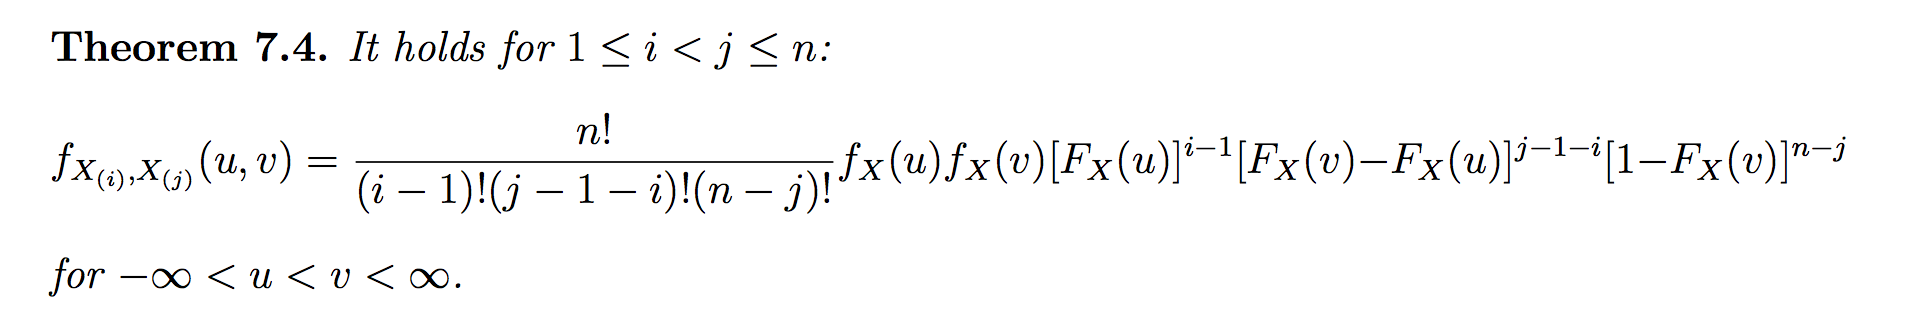 Theorem 7.4. It holds for 1 ≤ i < j ≤ n:
f_{X_{(i)},X_{(j)}}(u, v) = \frac{n!}{(i − 1)!(j − 1 − i)!(n − j)!} f_X(u)f_X(v)[F_X(u)]^{i−1}[F_X(v)−F_X(u)]^{j−1−i}[1−F_X(v)]^{n−j}
for −∞ < u < v < ∞.